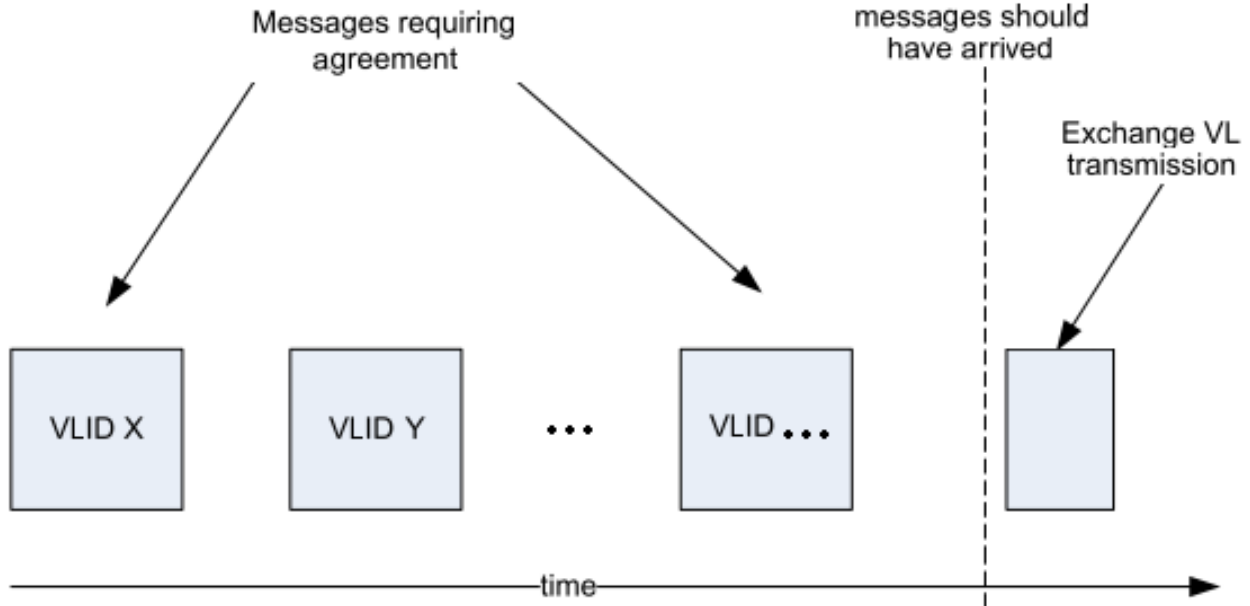 Messages requiring
agreement
messages should
have arrived
Exchange VL
transmission
VLID X
VLID Y
...
VLID ...
time